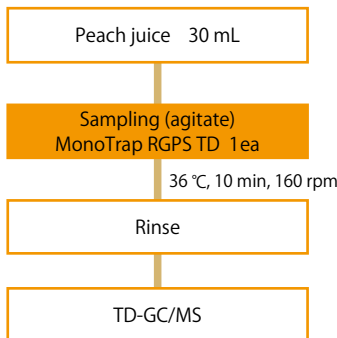 Peach juice 30 mL
Sampling (agitate)
MonoTrap RGPS TD 1ea
36 ℃, 10 min, 160 rpm
Rinse
TD-GC/MS